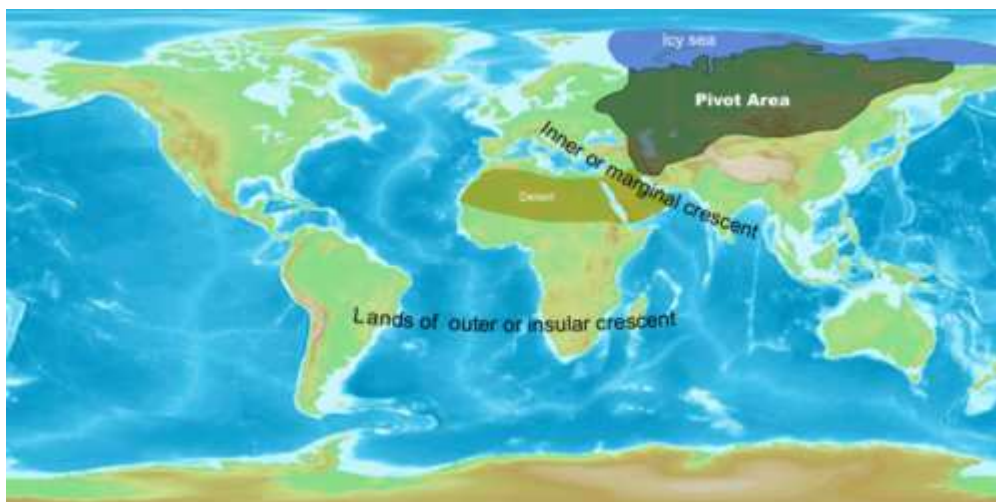 Icy sea
Pivot Area
Inner or marginal crescent
Desert
Lands of outer or insular crescent